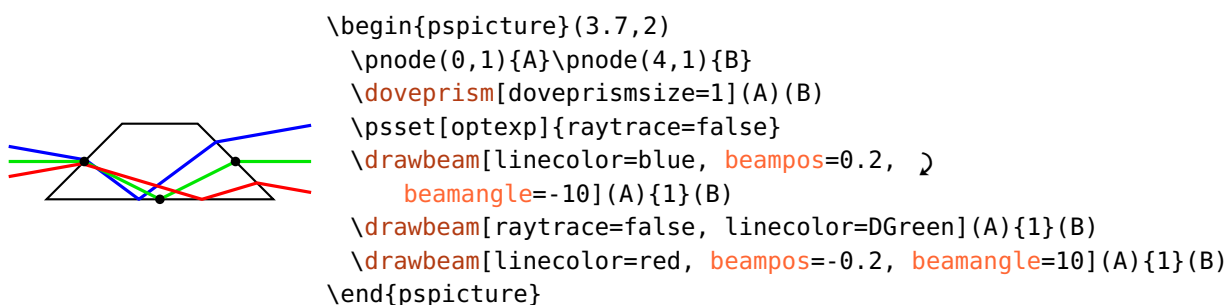 \begin{pspicture}(3.7,2)
\pnode(0,1){A}\pnode(4,1){B}
\doveprism[doveprismsize=1](A)(B)
\psset[optexp]{raytrace=false}
\drawbeam[linecolor=blue, beampos=0.2, ⤸
beamangle=-10](A){1}(B)
\drawbeam[raytrace=false, linecolor=DGreen](A){1}(B)
\drawbeam[linecolor=red, beampos=-0.2, beamangle=10](A){1}(B)
\end{pspicture}